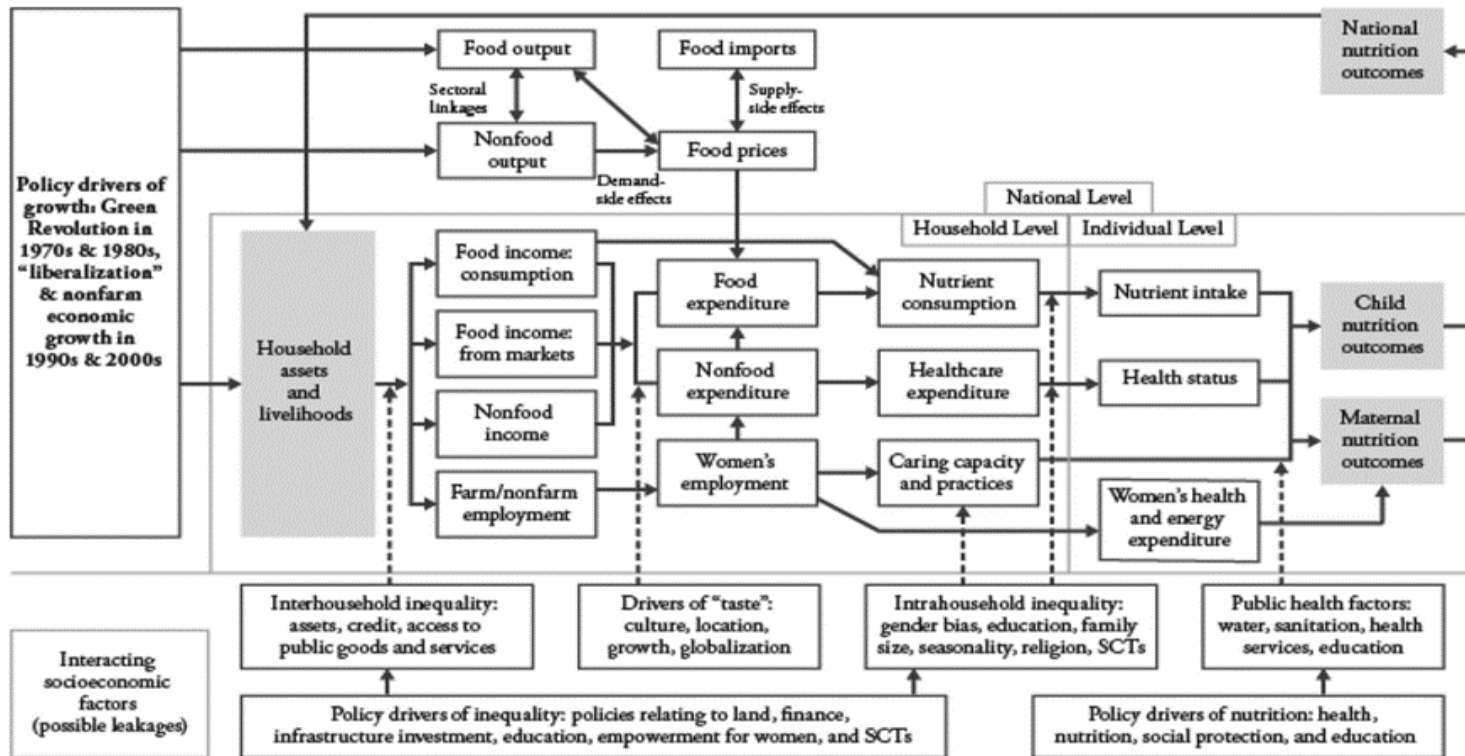 National
nutrition
outcomes
Food output
Food imports
Sectoral
linkages
Supply-
side effects
Nonfood
output
Food prices
Demand-
side effects
Policy drivers of
growth: Green
Revolution in
1970s & 1980s,
“liberalization”
& nonfarm
economic
growth in
1990s & 2000s
National Level
Household Level
Individual Level
Household
assets
and
livelihoods
Food income:
consumption
Food income:
from markets
Nonfood
income
Farm/nonfarm
employment
Food
expenditure
Nonfood
expenditure
Women's
employment
Nutrient
consumption
Healthcare
expenditure
Caring capacity
and practices
Nutrient intake
Health status
Women's health
and energy
expenditure
Child
nutrition
outcomes
Maternal
nutrition
outcomes
Interacting
socioeconomic
factors
(possible leakages)
Interhousehold inequality:
assets, credit, access to
public goods and services
Drivers of “taste”:
culture, location,
growth, globalization
Intrahousehold inequality:
gender bias, education, family
size, seasonality, religion, SCTs
Public health factors:
water, sanitation, health
services, education
Policy drivers of inequality: policies relating to land, finance,
infrastructure investment, education, empowerment for women, and SCTs
Policy drivers of nutrition: health,
nutrition, social protection, and education